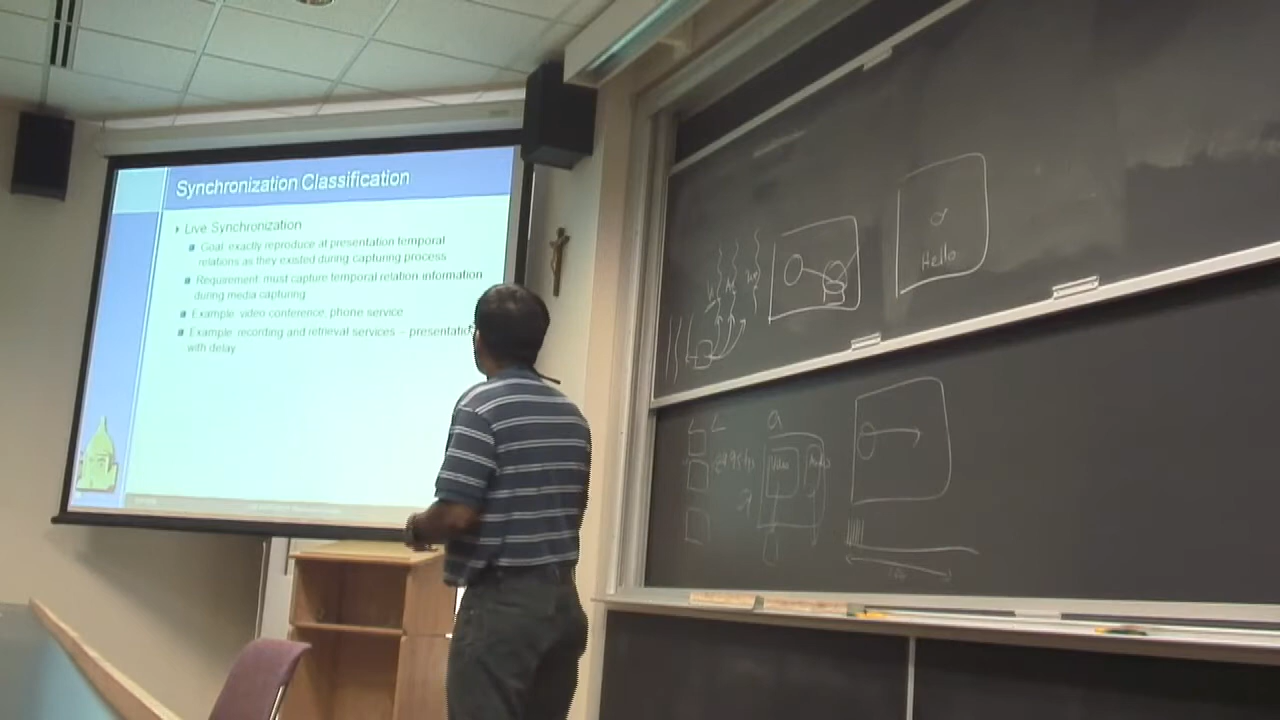 Synchronization Classification
Live Synchronization
Goal: exactly reproduce at presentation temporal
relations as they existed during capturing process
Requirement: must capture temporal relation information
during media capturing
Example: video conference, phone service
Example: recording and retrieval services – presentation
with delay
Hello
a
Video